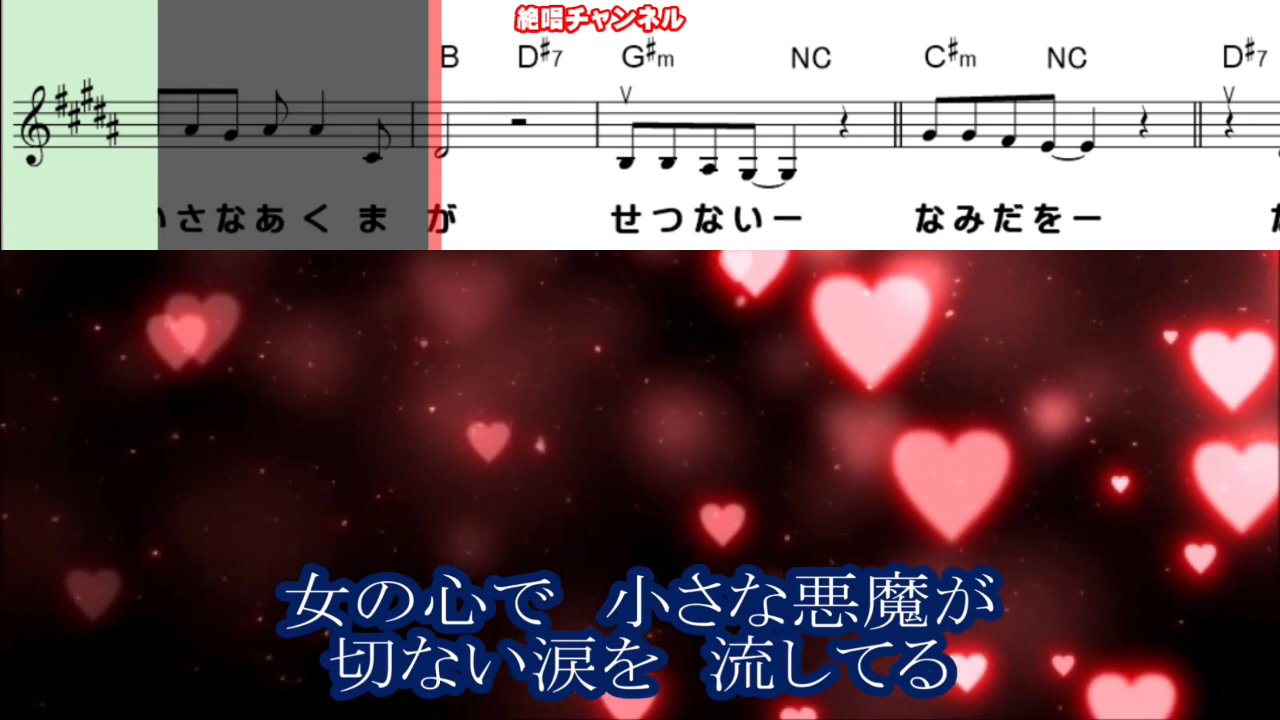 絶唱チャンネル
B D#7 G#m NC C#m NC D#7
さなあく ま が せつないー なみだをー
女の心で 小さな悪魔が
切ない涙を 流してる